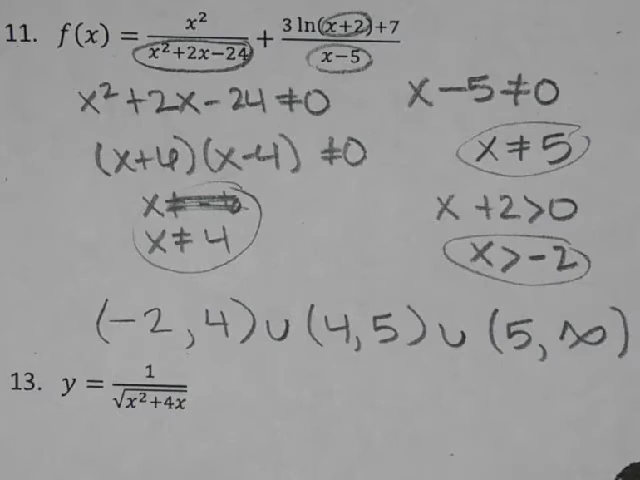 11. f(x) = x²/(x²+2x−24) + (3 ln(x+2)+7)/(x−5)
x²+2x−24 ≠0 x−5≠0
(x+6)(x−4) ≠0 x≠5
x≠−6 x+2>0
x≠4 x>−2
(−2,4)∪(4,5)∪(5,∞)
13. y = 1/√(x²+4x)